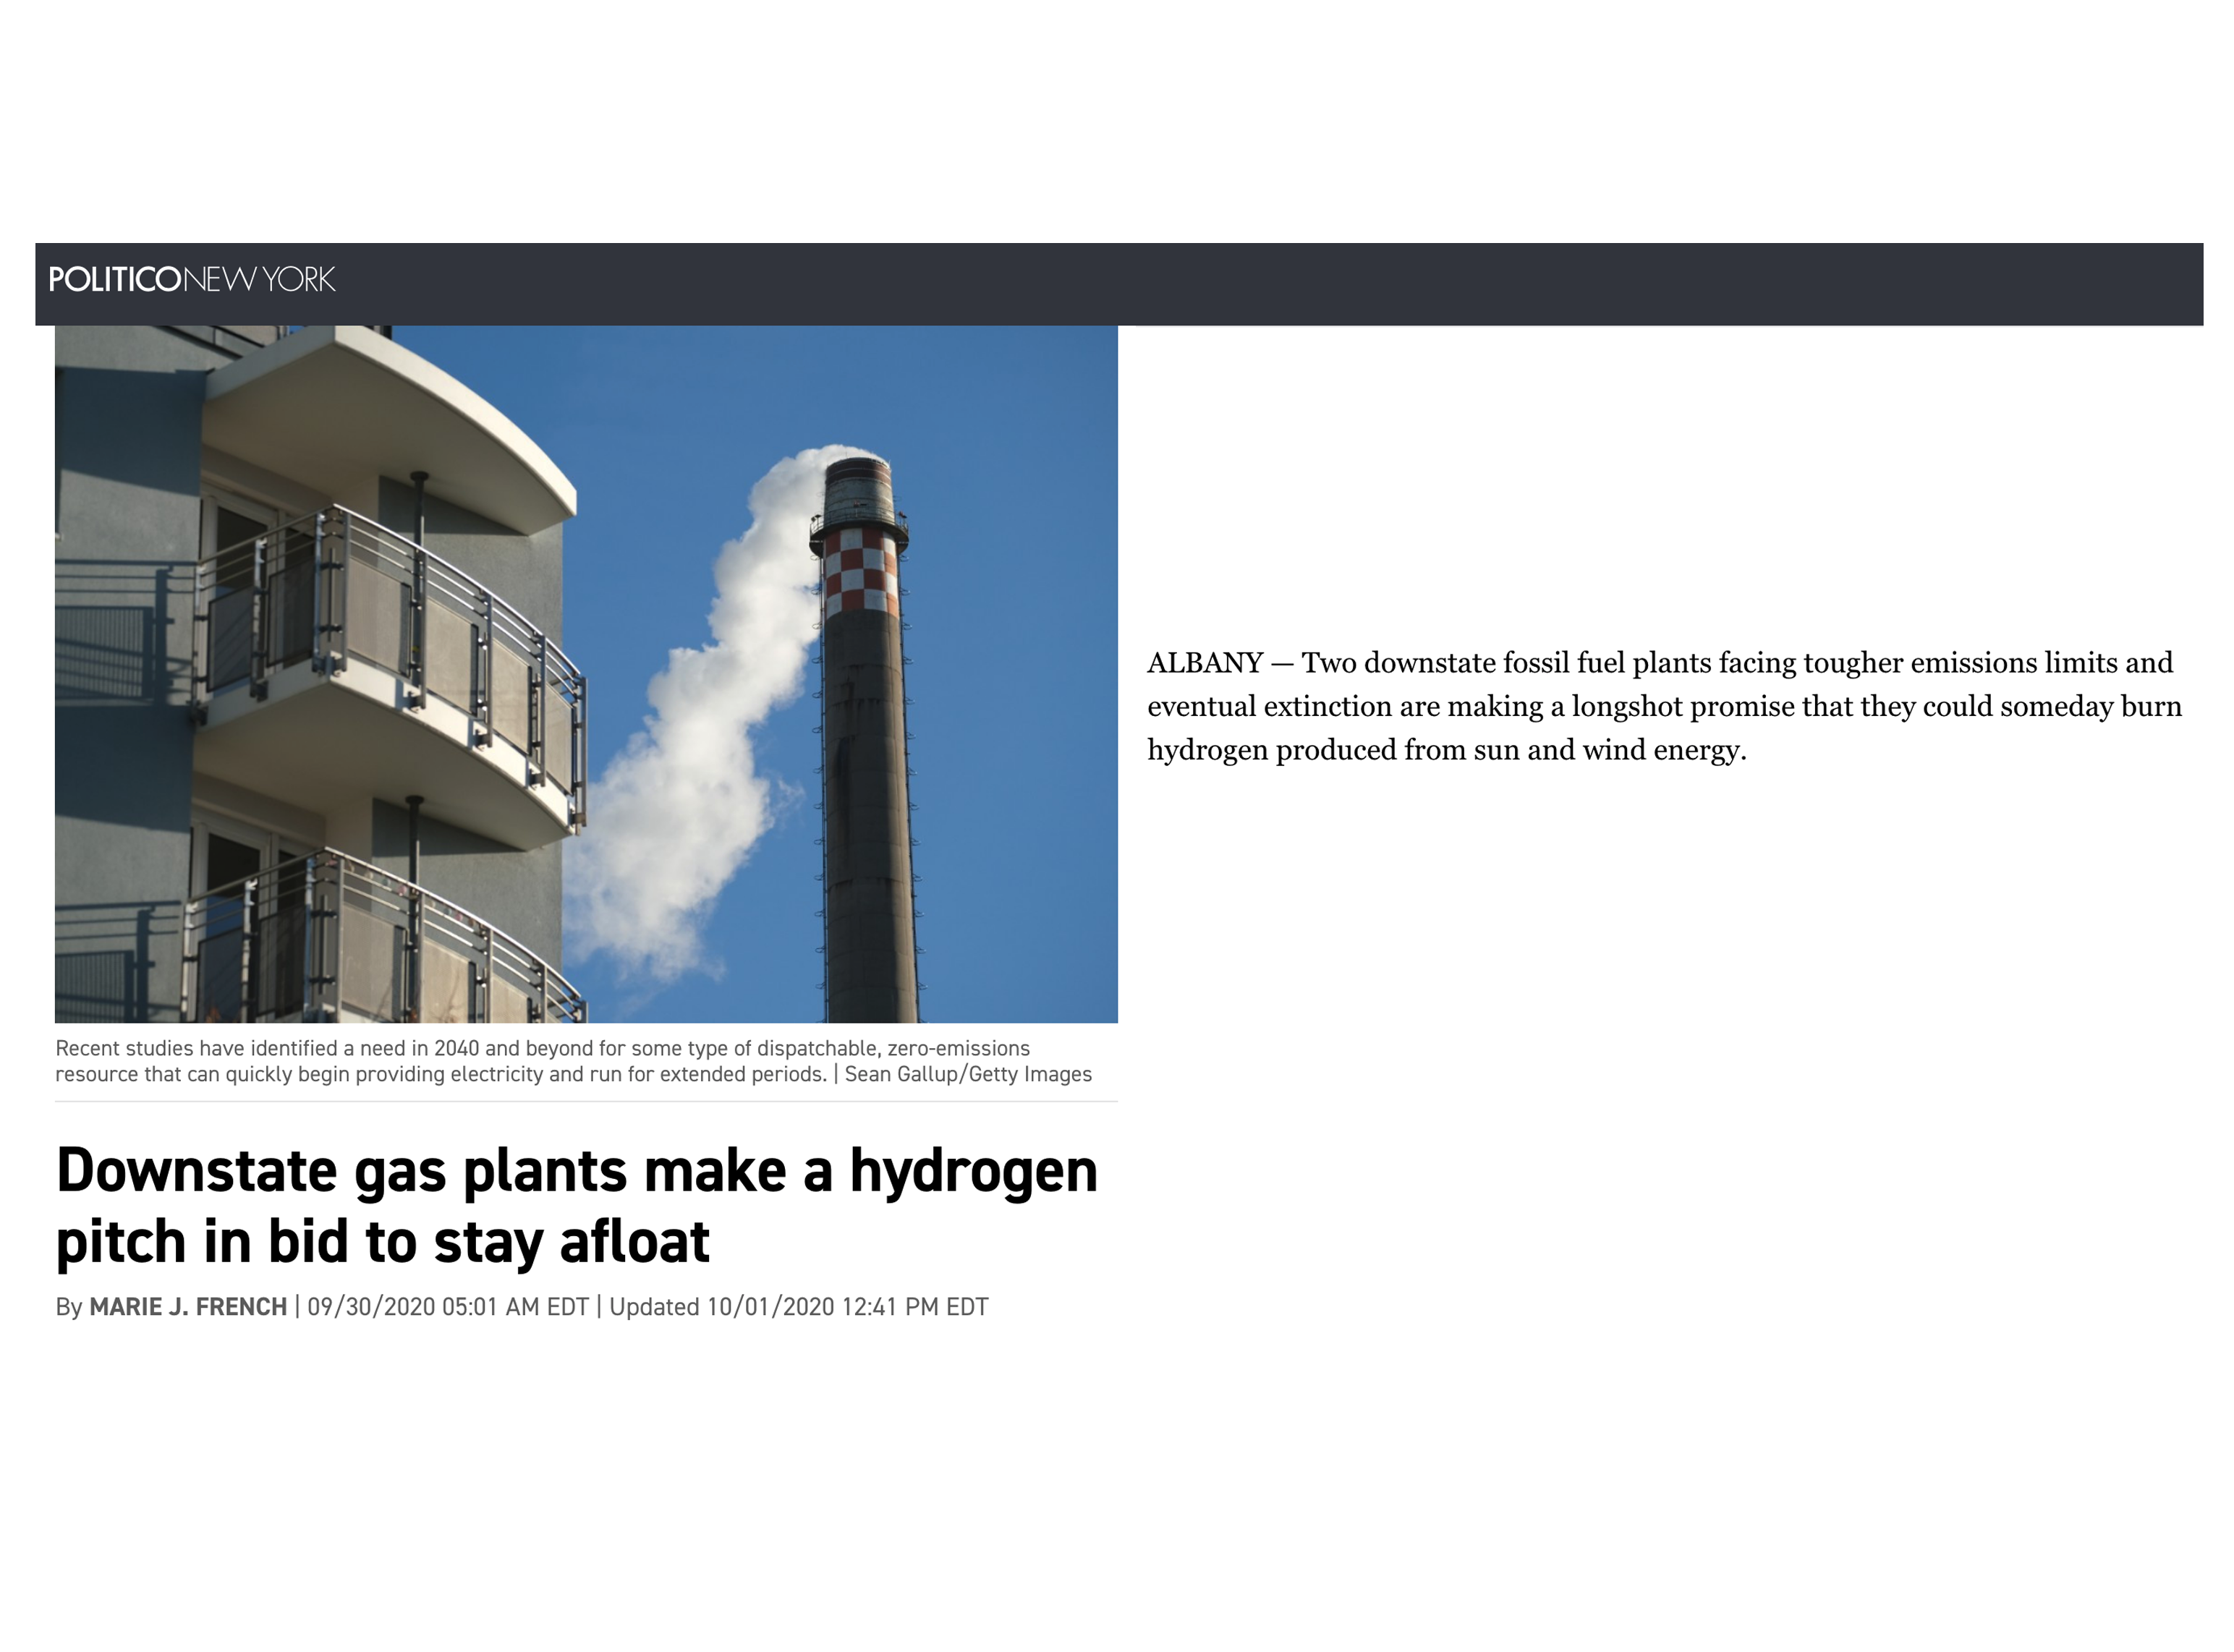 POLITICO NEW YORK
Recent studies have identified a need in 2040 and beyond for some type of dispatchable, zero-emissions
resource that can quickly begin providing electricity and run for extended periods. | Sean Gallup/Getty Images
Downstate gas plants make a hydrogen
pitch in bid to stay afloat
By MARIE J. FRENCH | 09/30/2020 05:01 AM EDT | Updated 10/01/2020 12:41 PM EDT
ALBANY — Two downstate fossil fuel plants facing tougher emissions limits and
eventual extinction are making a longshot promise that they could someday burn
hydrogen produced from sun and wind energy.